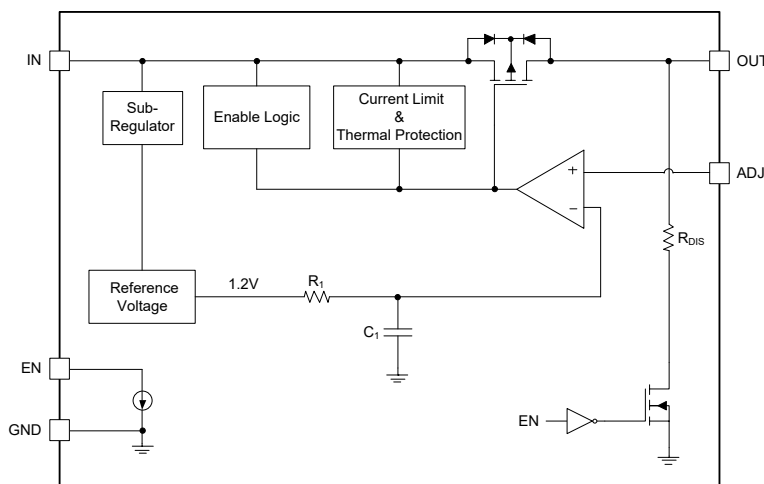 IN
OUT
Sub-
Regulator
Enable Logic
Current Limit
&
Thermal Protection
+
ADJ
−
RDIS
Reference
Voltage
1.2V
R1
C1
EN
EN
GND